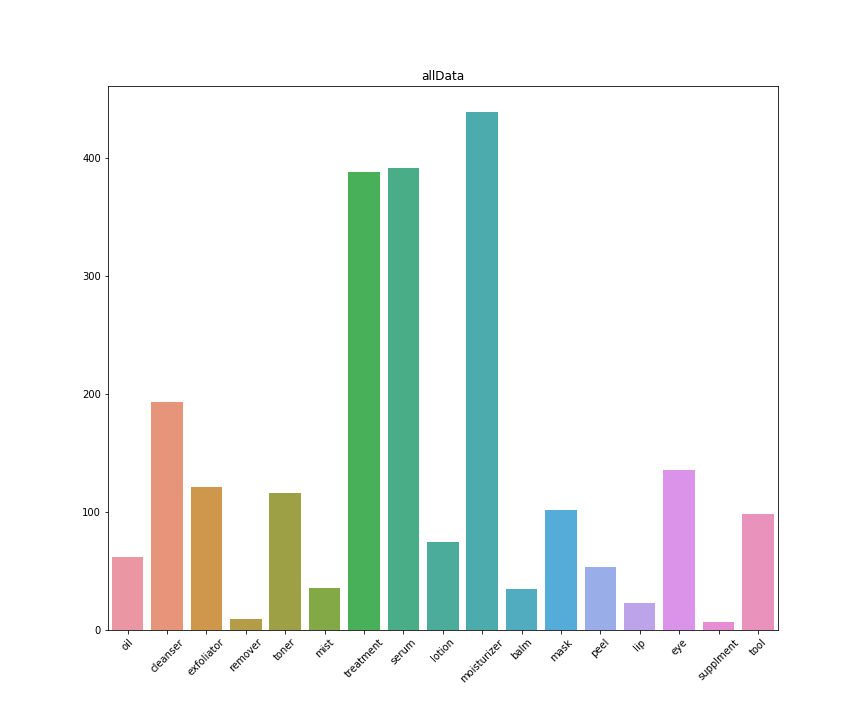 allData
400
300
200
100
0
oil
cleanser
exfoliator
remover
toner
mist
treatment
serum
lotion
moisturizer
balm
mask
peel
lip
eye
supplment
tool